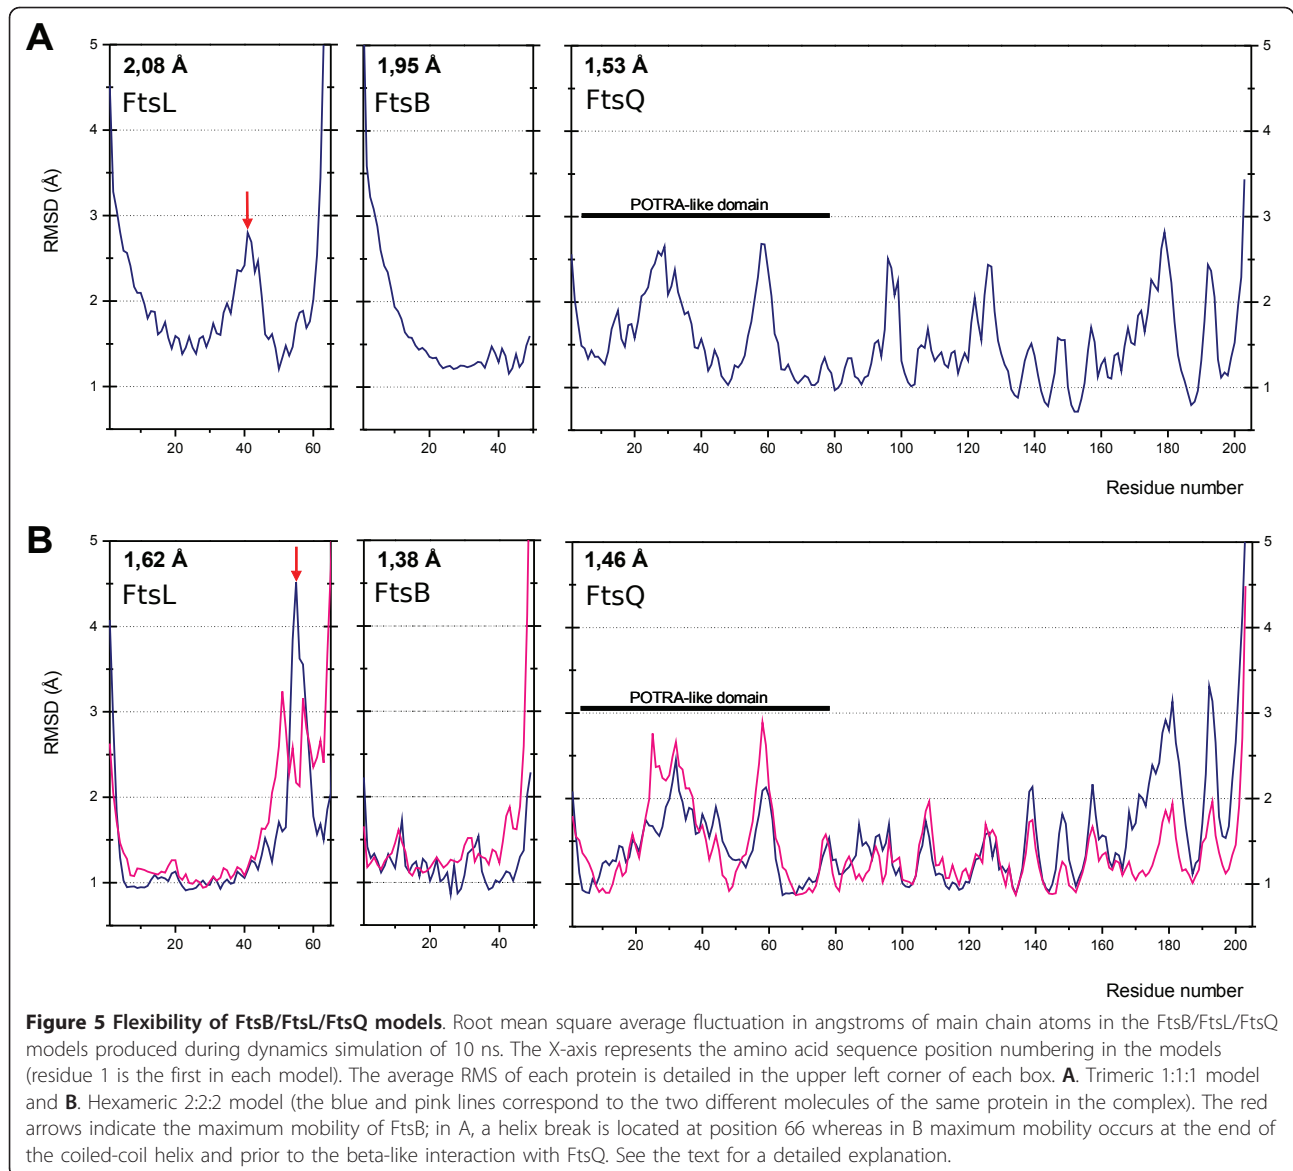 A
2,08 Å
FtsL
1,95 Å
FtsB
1,53 Å
FtsQ
POTRA-like domain
RMSD (Å)
5
4
3
2
1
5
4
3
2
1
20 40 60
20 40
20 40 60 80 100 120 140 160 180 200
Residue number
B
1,62 Å
FtsL
1,38 Å
FtsB
1,46 Å
FtsQ
POTRA-like domain
RMSD (Å)
5
4
3
2
1
5
4
3
2
1
20 40 60
20 40
20 40 60 80 100 120 140 160 180 200
Residue number
Figure 5 Flexibility of FtsB/FtsL/FtsQ models. Root mean square average fluctuation in angstroms of main chain atoms in the FtsB/FtsL/FtsQ
models produced during dynamics simulation of 10 ns. The X-axis represents the amino acid sequence position numbering in the models
(residue 1 is the first in each model). The average RMS of each protein is detailed in the upper left corner of each box. A. Trimeric 1:1:1 model
and B. Hexameric 2:2:2 model (the blue and pink lines correspond to the two different molecules of the same protein in the complex). The red
arrows indicate the maximum mobility of FtsB; in A, a helix break is located at position 66 whereas in B maximum mobility occurs at the end of
the coiled-coil helix and prior to the beta-like interaction with FtsQ. See the text for a detailed explanation.